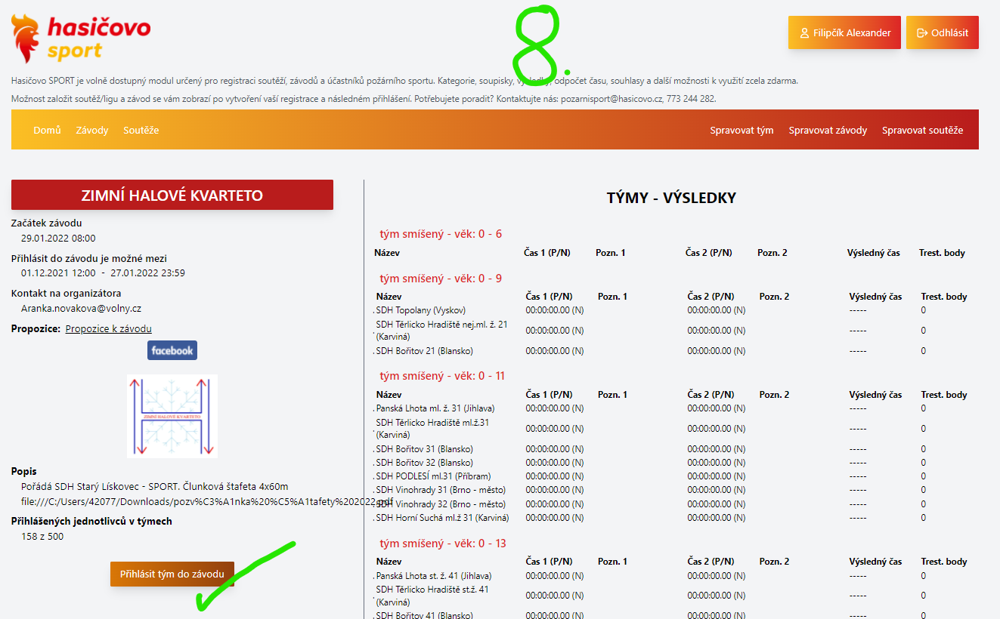 hasičovo
sport
8.
Filipčík Alexander
Odhlásit
Hasičovo SPORT je volně dostupný modul určený pro registraci soutěží, závodů a účastníků požárního sportu. Kategorie, soupisky, výsledky, odpočet času, souhlasy a další možnosti k využití zcela zdarma.
Možnost založit soutěž/ligu a závod se vám zobrazí po vytvoření vaší registrace a následném přihlášení. Potřebujete poradit? Kontaktujte nás: pozarnisport@hasicovo.cz, 773 244 282.
Domů Závody Soutěže Spravovat tým Spravovat závody Spravovat soutěže
ZIMNÍ HALOVÉ KVARTETO
Začátek závodu
29.01.2022 08:00
Přihlásit do závodu je možné mezi
01.12.2021 12:00 - 27.01.2022 23:59
Kontakt na organizátora
Aranka.novakova@volny.cz
Propozice: Propozice k závodu
facebook
ZIMNÍ HALOVÉ KVARTETO
Popis
Pořádá SDH Starý Lískovec - SPORT. Člunková štafeta 4x60m
file:///C:/Users/42077/Downloads/pozv%C3%A1nka%20%C5%A1tafety%202022.pdf
Přihlášených jednotlivců v týmech
158 z 500
Přihlásit tým do závodu
TÝMY - VÝSLEDKY
tým smíšený - věk: 0 - 6
Název Čas 1 (P/N) Pozn. 1 Čas 2 (P/N) Pozn. 2 Výsledný čas Trest. body
tým smíšený - věk: 0 - 9
Název Čas 1 (P/N) Pozn. 1 Čas 2 (P/N) Pozn. 2 Výsledný čas Trest. body
. SDH Topolany (Vyskov) 00:00:00.00 (N) 00:00:00.00 (N) ----- 0
. SDH Těrlicko Hradiště nej.ml. ž. 21
(Karviná) 00:00:00.00 (N) 00:00:00.00 (N) ----- 0
. SDH Bořitov 21 (Blansko) 00:00:00.00 (N) 00:00:00.00 (N) ----- 0
tým smíšený - věk: 0 - 11
Název Čas 1 (P/N) Pozn. 1 Čas 2 (P/N) Pozn. 2 Výsledný čas Trest. body
. Panská Lhota ml. ž. 31 (Jihlava) 00:00:00.00 (N) 00:00:00.00 (N) ----- 0
. SDH Těrlicko Hradiště ml.ž.31
(Karviná) 00:00:00.00 (N) 00:00:00.00 (N) ----- 0
. SDH Bořitov 31 (Blansko) 00:00:00.00 (N) 00:00:00.00 (N) ----- 0
. SDH Bořitov 32 (Blansko) 00:00:00.00 (N) 00:00:00.00 (N) ----- 0
. SDH PODLESÍ ml.31 (Příbram) 00:00:00.00 (N) 00:00:00.00 (N) ----- 0
. SDH Vinohrady 31 (Brno - město) 00:00:00.00 (N) 00:00:00.00 (N) ----- 0
. SDH Vinohrady 32 (Brno - město) 00:00:00.00 (N) 00:00:00.00 (N) ----- 0
. SDH Horní Suchá ml.ž 31 (Karviná) 00:00:00.00 (N) 00:00:00.00 (N) ----- 0
tým smíšený - věk: 0 - 13
Název Čas 1 (P/N) Pozn. 1 Čas 2 (P/N) Pozn. 2 Výsledný čas Trest. body
. Panská Lhota st. ž. 41 (Jihlava) 00:00:00.00 (N) 00:00:00.00 (N) ----- 0
. SDH Těrlicko Hradiště st.ž. 41
(Karviná) 00:00:00.00 (N) 00:00:00.00 (N) ----- 0
. SDH Bořitov 41 (Blansko) 00:00:00.00 (N) 00:00:00.00 (N) ----- 0